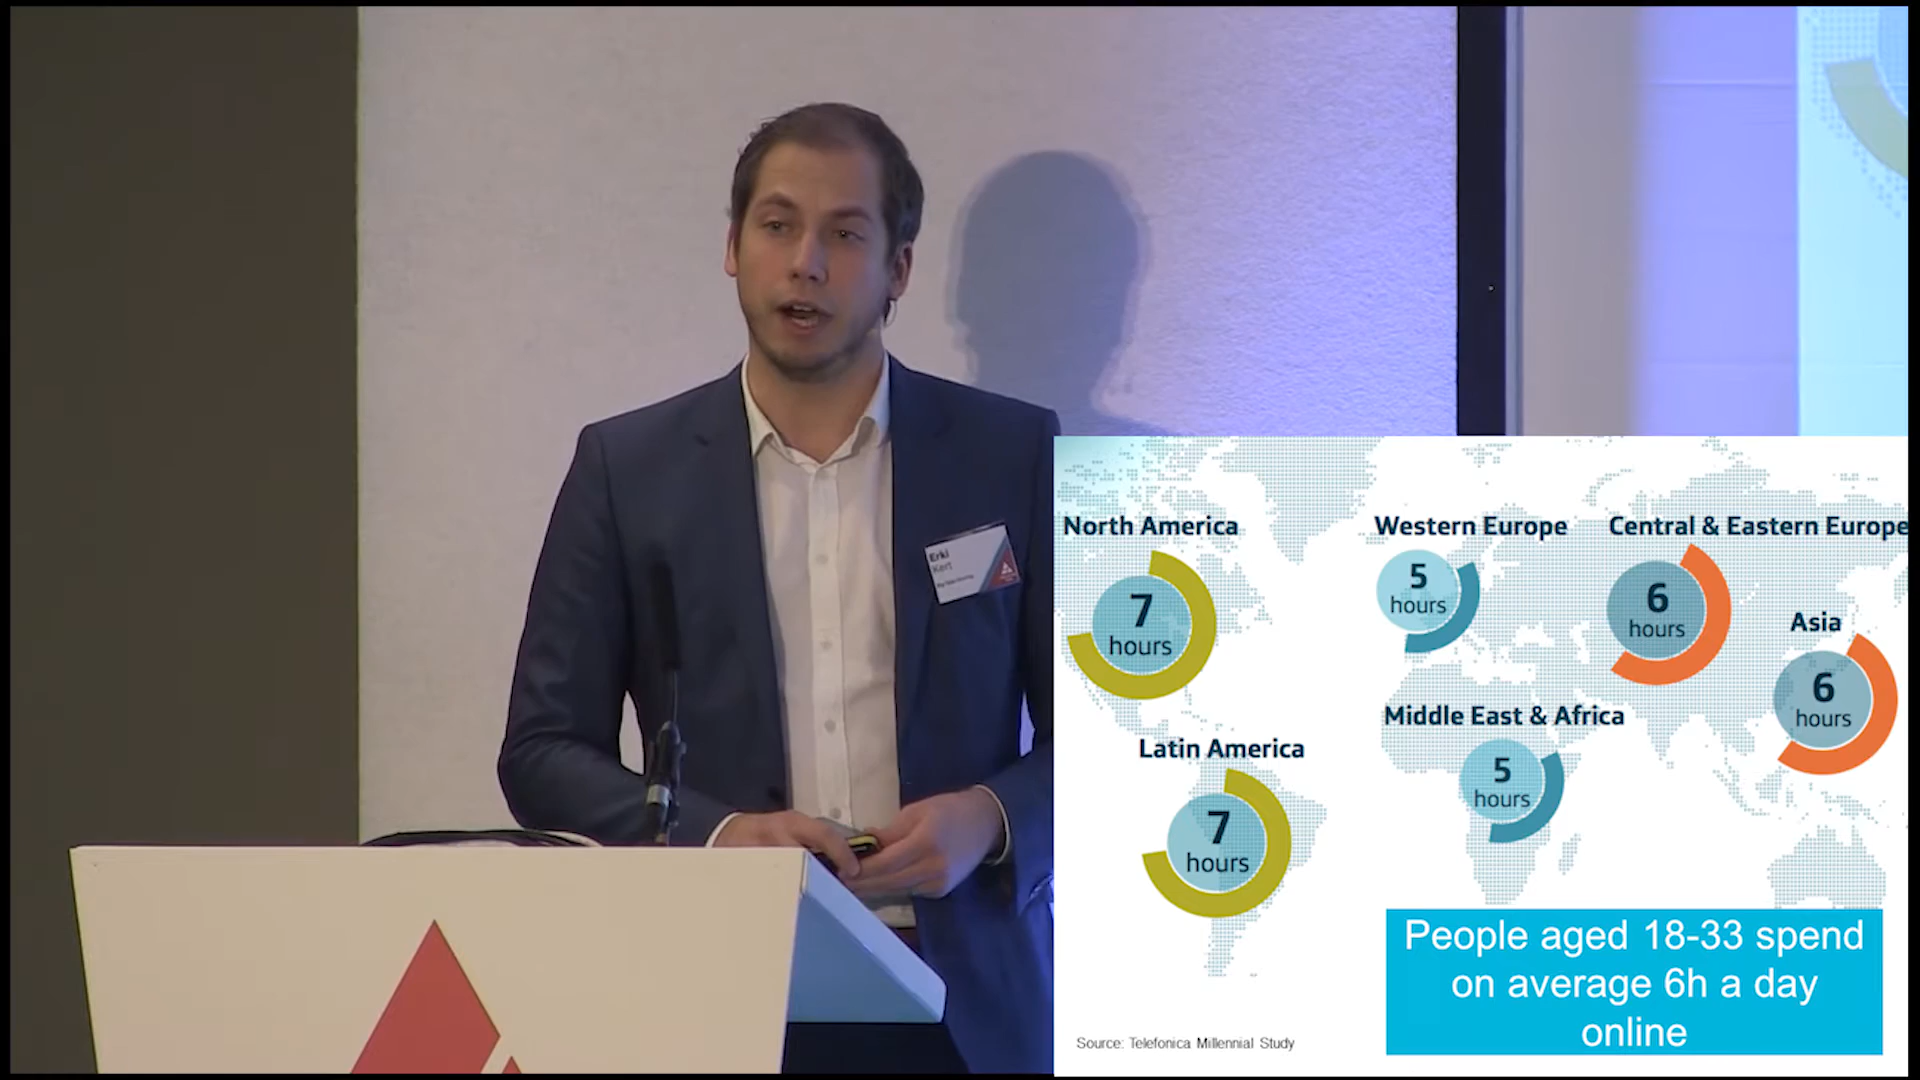 Erki
Kert
North America
7
hours
Western Europe
5
hours
Central & Eastern Europe
6
hours
Asia
6
hours
Middle East & Africa
5
hours
Latin America
7
hours
People aged 18-33 spend
on average 6h a day
online
Source: Telefonica Millennial Study